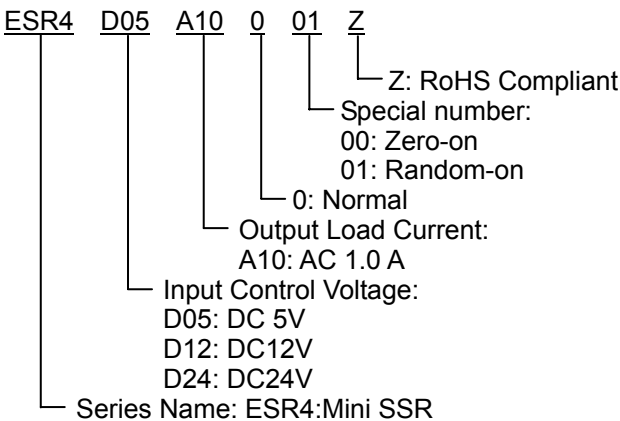 ESR4 D05 A10 0 01 Z
Z: RoHS Compliant
Special number:
00: Zero-on
01: Random-on
0: Normal
Output Load Current:
A10: AC 1.0 A
Input Control Voltage:
D05: DC 5V
D12: DC12V
D24: DC24V
Series Name: ESR4:Mini SSR